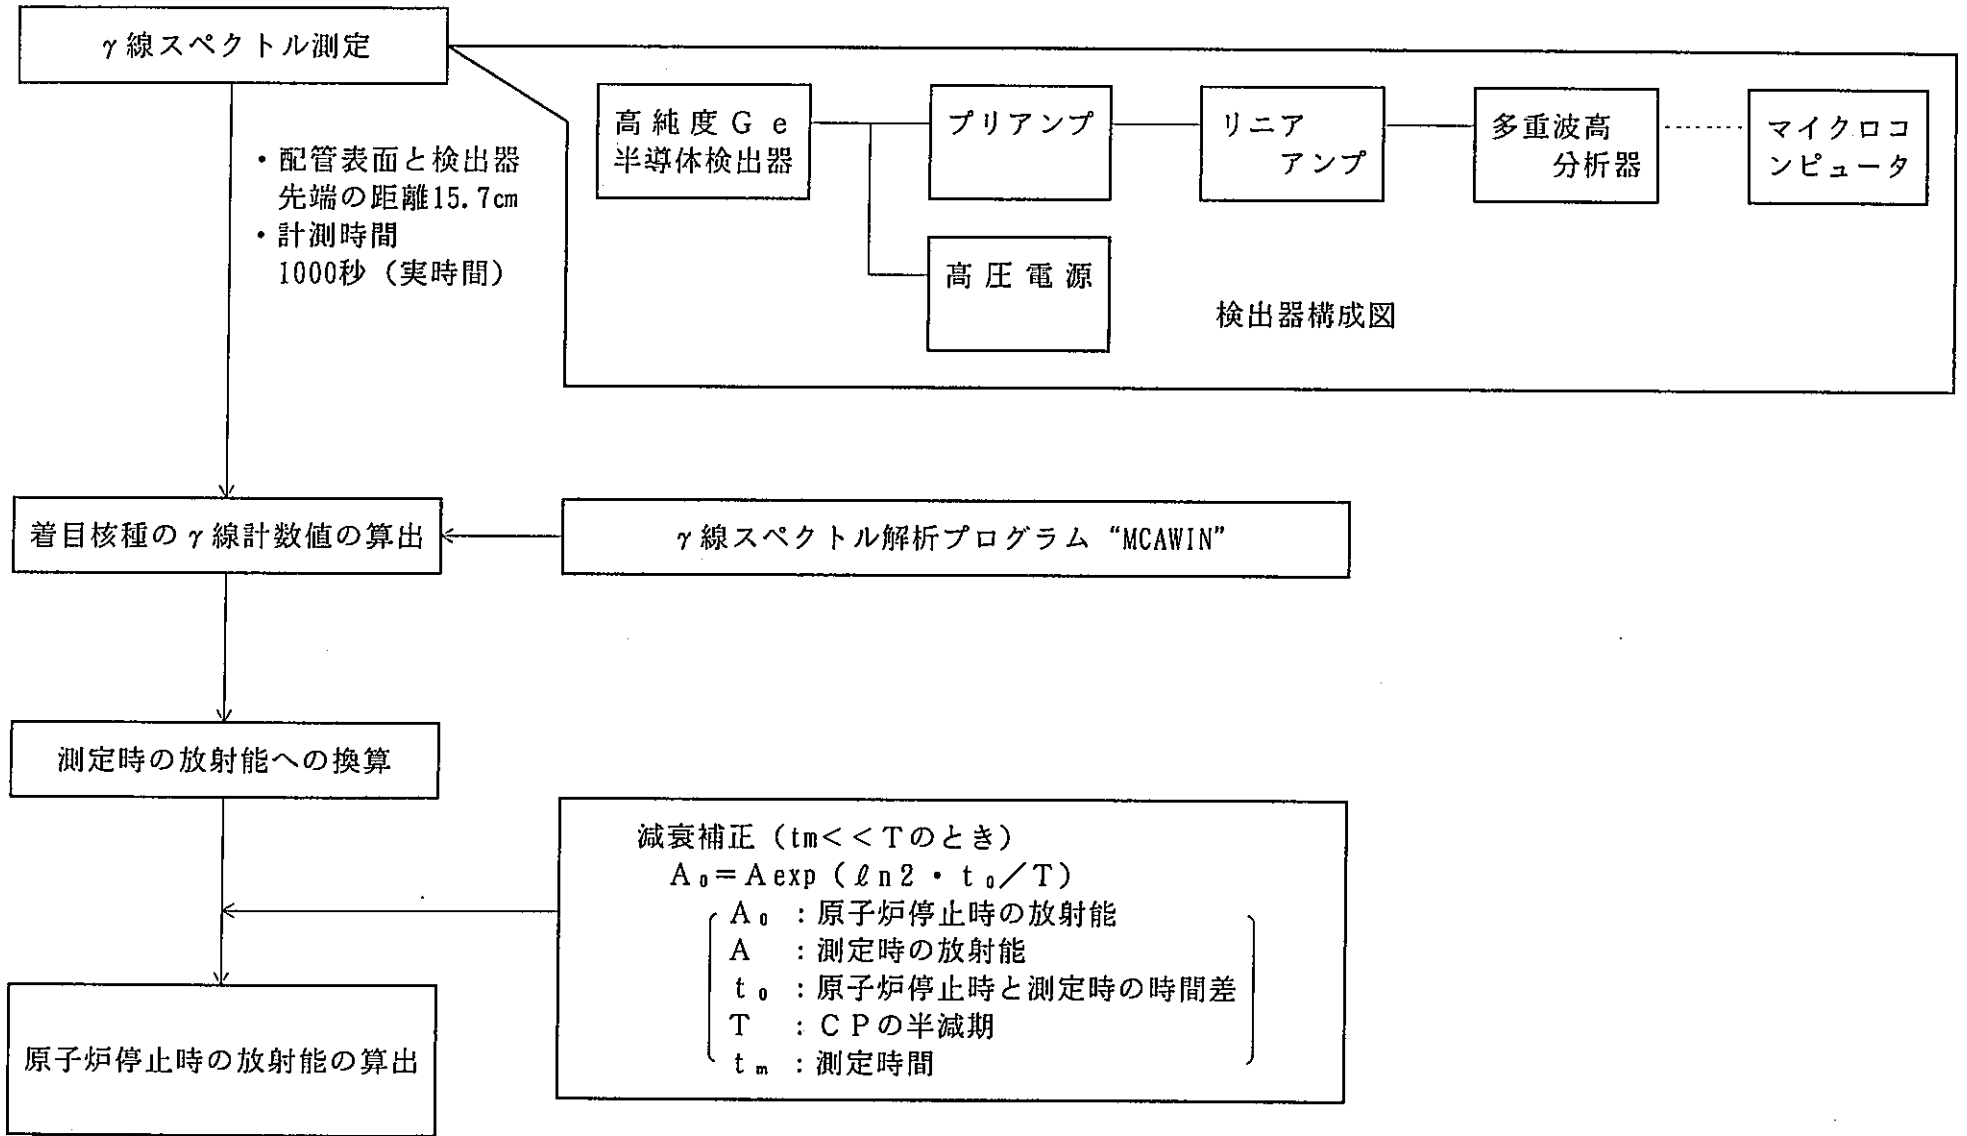 γ線スペクトル測定
高純度Ge
半導体検出器
プリアンプ
リニア
アンプ
多重波高
分析器
マイクロコ
ンピュータ
高圧電源
検出器構成図
・配管表面と検出器
先端の距離15.7cm
・計測時間
1000秒（実時間）
着目核種のγ線計数値の算出
γ線スペクトル解析プログラム“MCAWIN”
測定時の放射能への換算
減衰補正（tm<<Tのとき）
A₀=Aexp（ℓn2・t₀／T）
A₀：原子炉停止時の放射能
A：測定時の放射能
t₀：原子炉停止時と測定時の時間差
T：CPの半減期
tₘ：測定時間
原子炉停止時の放射能の算出